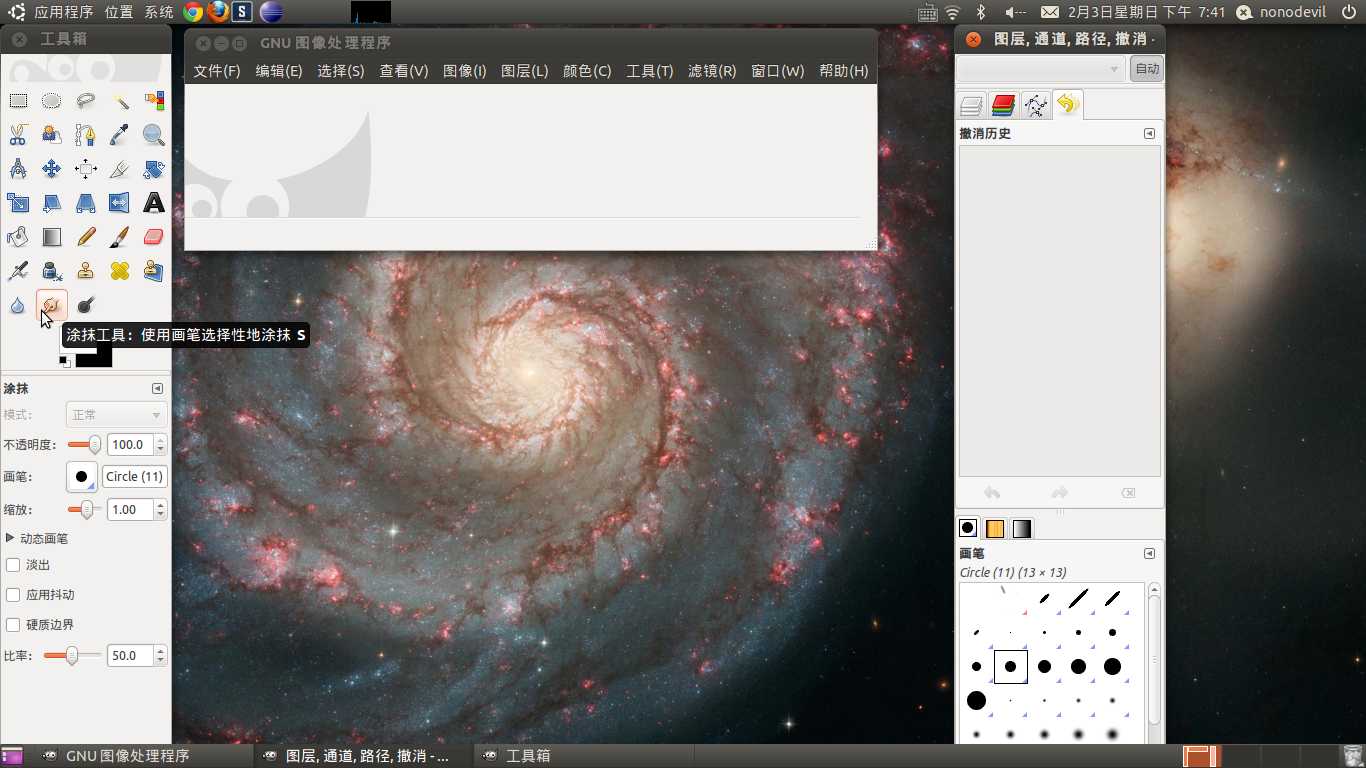 应用程序 位置 系统
2月3日星期日 下午 7:41
nonodevil
工具箱
GNU 图像处理程序
文件(F) 编辑(E) 选择(S) 查看(V) 图像(I) 图层(L) 颜色(C) 工具(T) 滤镜(R) 窗口(W) 帮助(H)
涂抹工具：使用画笔选择性地涂抹 S
涂抹
模式:
正常
不透明度:
100.0
画笔:
Circle (11)
缩放:
1.00
动态画笔
淡出
应用抖动
硬质边界
比率:
50.0
图层, 通道, 路径, 撤消 ·
自动
撤消历史
画笔
Circle (11) (13 × 13)
GNU 图像处理程序
图层, 通道, 路径, 撤消 - ...
工具箱